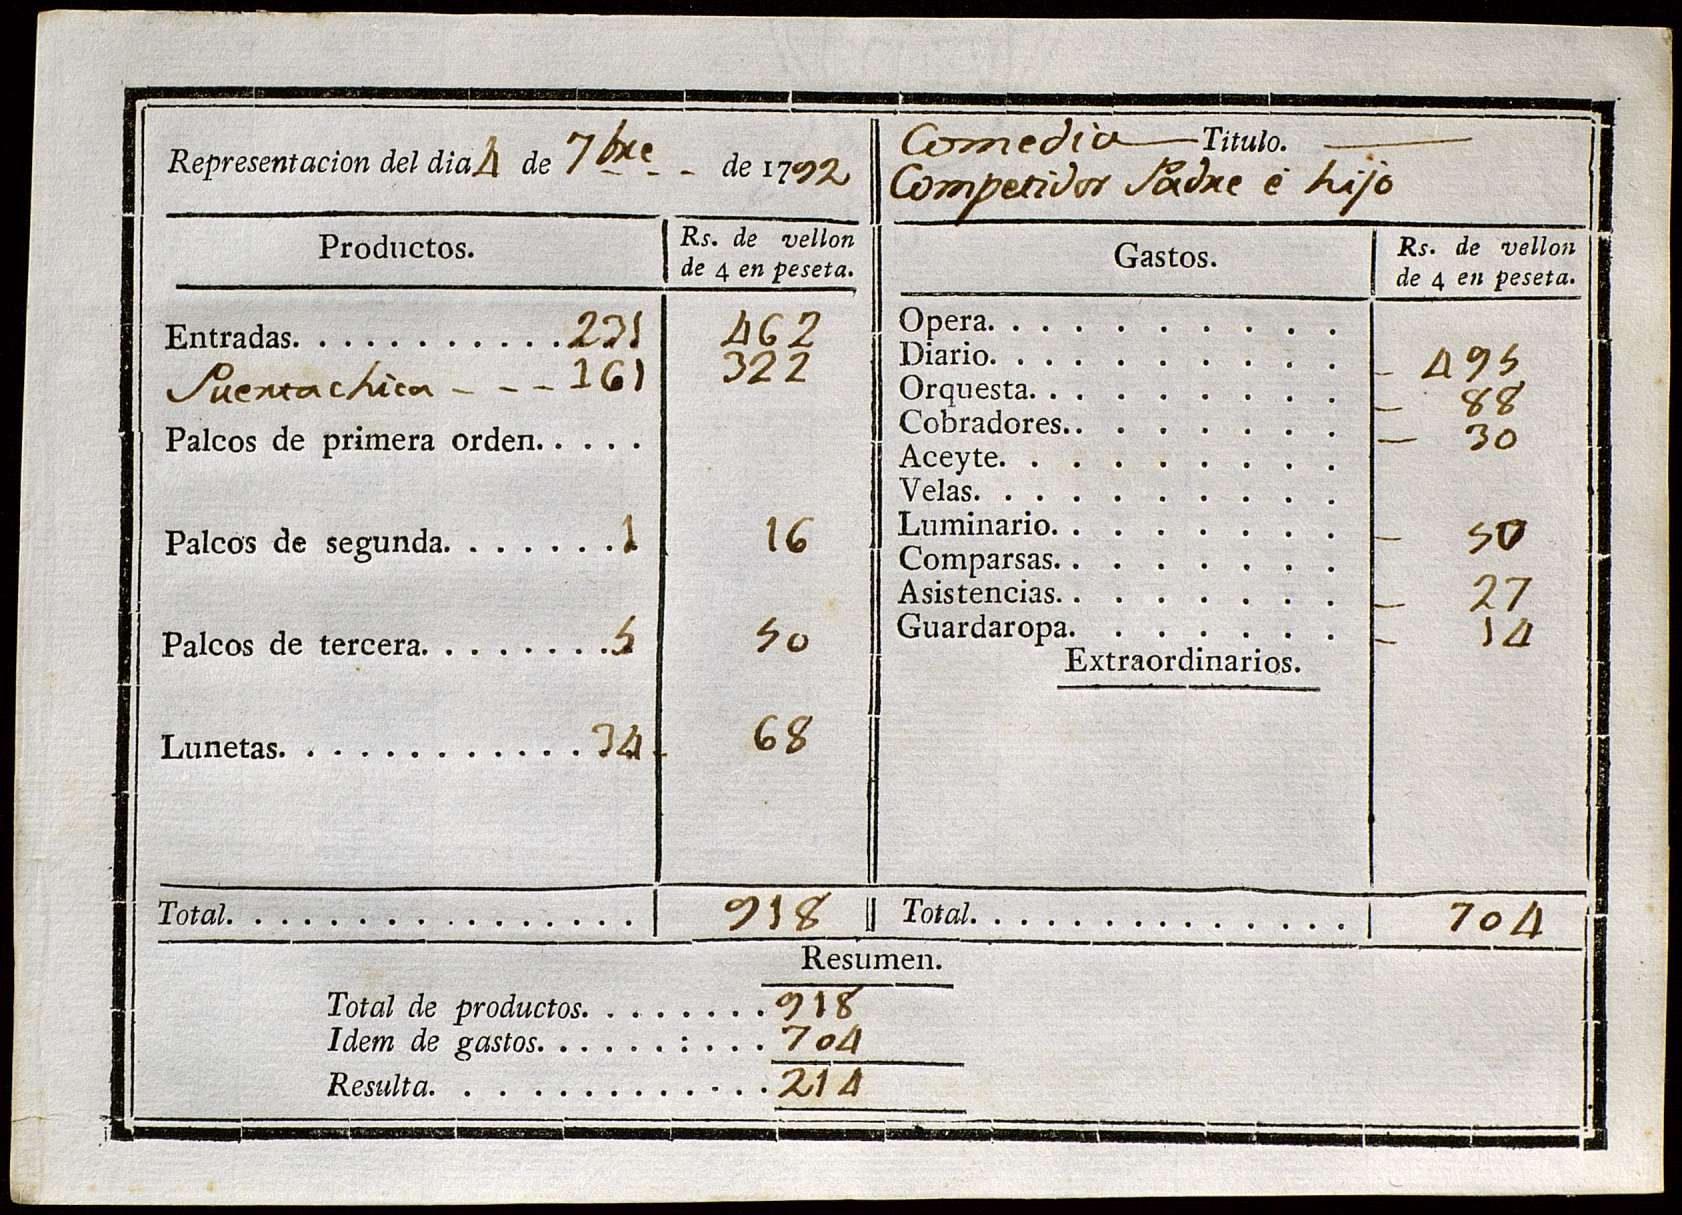 Representacion del dia 4 de 7bre - - de 1792
Comedia — Titulo. —
Competidor Padre é hijo
Productos. Rs. de vellon
de 4 en peseta.
Entradas. . . . . . . . . . . 231 462
Puerta chica - - - 161 322
Palcos de primera orden. . . . .
Palcos de segunda. . . . . . . 1 16
Palcos de tercera. . . . . . . . 5 50
Lunetas. . . . . . . . . . . . 34 - 68
Total. . . . . . . . . . . . . . . . 918
Gastos. Rs. de vellon
de 4 en peseta.
Opera. . . . . . . . . .
Diario. . . . . . . . . . - 495
Orquesta. . . . . . . . . - 88
Cobradores. . . . . . . . - 30
Aceyte. . . . . . . . . .
Velas. . . . . . . . . . .
Luminario. . . . . . . . - 50
Comparsas. . . . . . . .
Asistencias. . . . . . . . - 27
Guardaropa. . . . . . . - 14
Extraordinarios.
Total. . . . . . . . . . . . . . . 704
Resumen.
Total de productos. . . . . . . . 918
Idem de gastos. . . . . . : . . . 704
Resulta. . . . . . . . . . . . 214